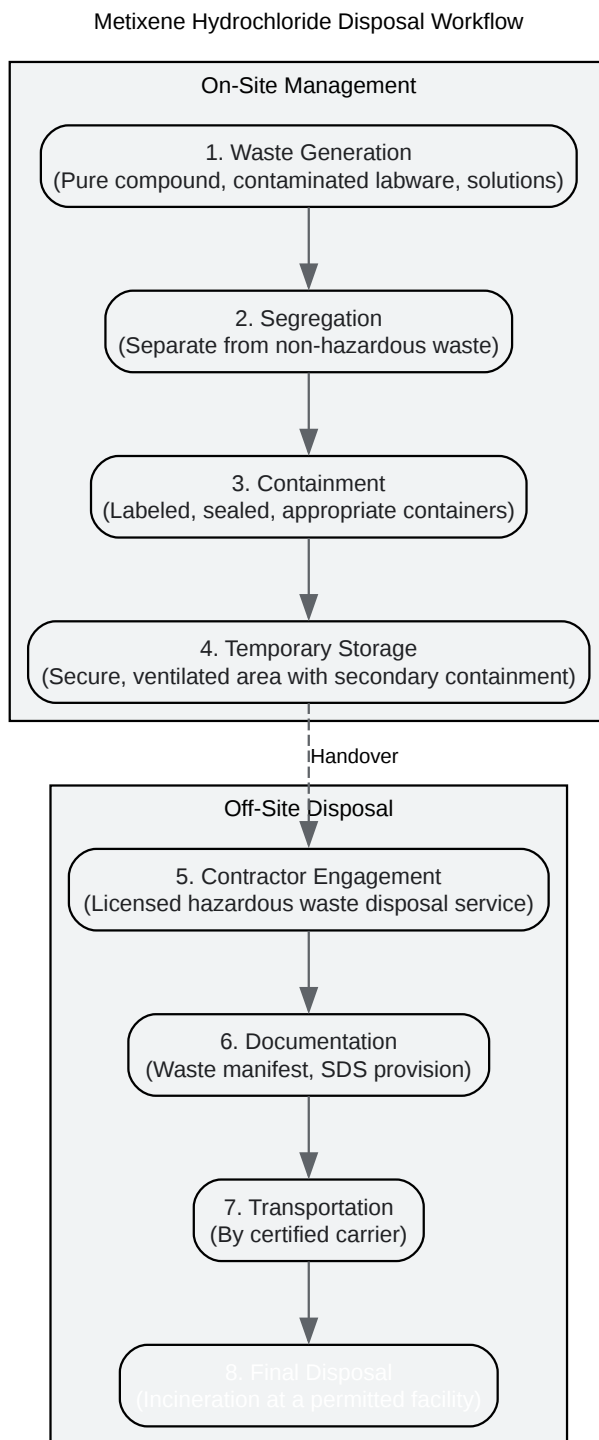 Metixene Hydrochloride Disposal Workflow
On-Site Management
1. Waste Generation
(Pure compound, contaminated labware, solutions)
2. Segregation
(Separate from non-hazardous waste)
3. Containment
(Labeled, sealed, appropriate containers)
4. Temporary Storage
(Secure, ventilated area with secondary containment)
Handover
Off-Site Disposal
5. Contractor Engagement
(Licensed hazardous waste disposal service)
6. Documentation
(Waste manifest, SDS provision)
7. Transportation
(By certified carrier)
8. Final Disposal
(Incineration at a permitted facility)